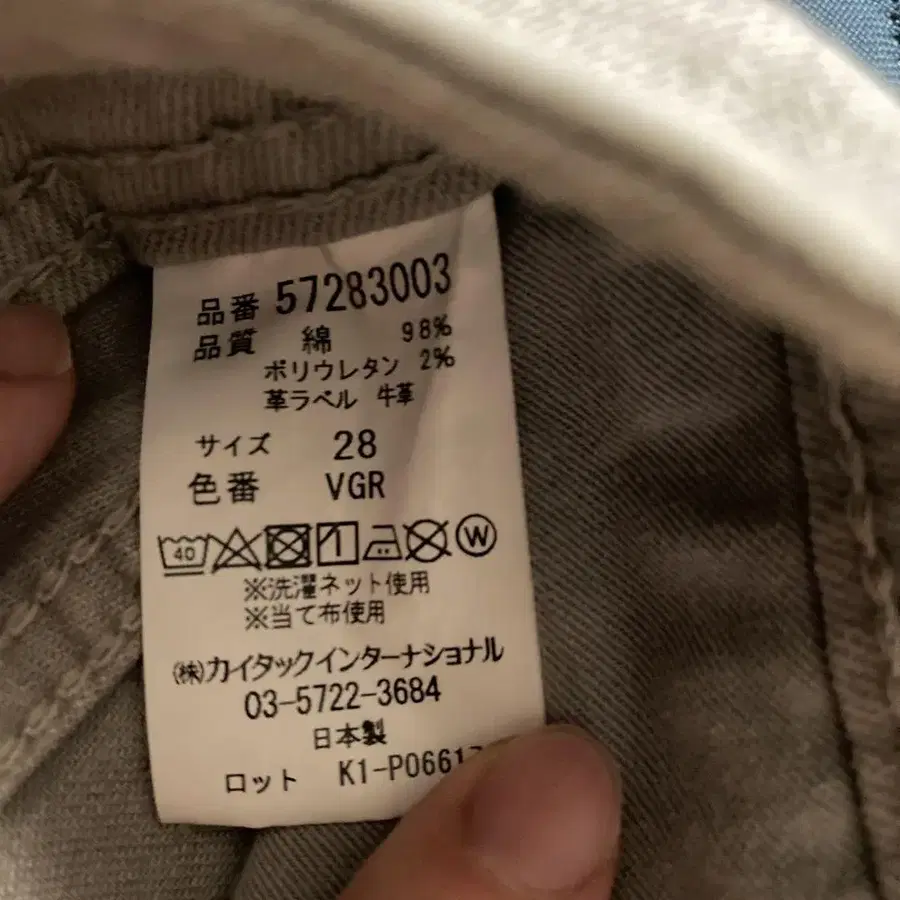 品番 57283003
品質 綿 98%
ポリウレタン 2%
革ラベル 牛革
サイズ 28
色番 VGR
40 W
※洗濯ネット使用
※当て布使用
㈱カイタックインターナショナル
03-5722-3684
日本製
ロット K1-P0661